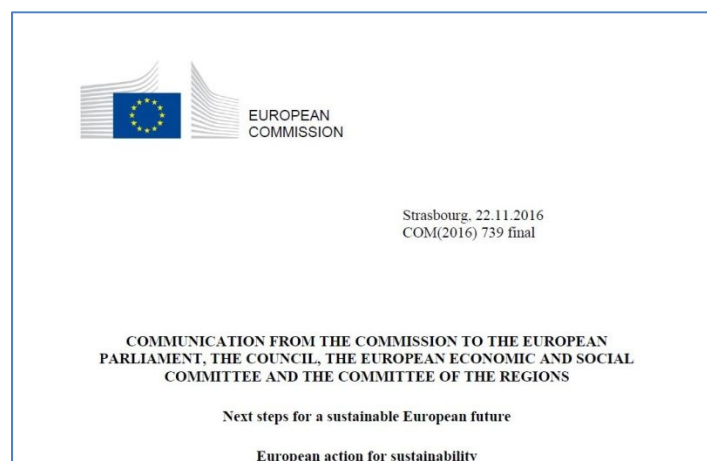 EUROPEAN
COMMISSION
Strasbourg, 22.11.2016
COM(2016) 739 final
COMMUNICATION FROM THE COMMISSION TO THE EUROPEAN
PARLIAMENT, THE COUNCIL, THE EUROPEAN ECONOMIC AND SOCIAL
COMMITTEE AND THE COMMITTEE OF THE REGIONS
Next steps for a sustainable European future
European action for sustainability